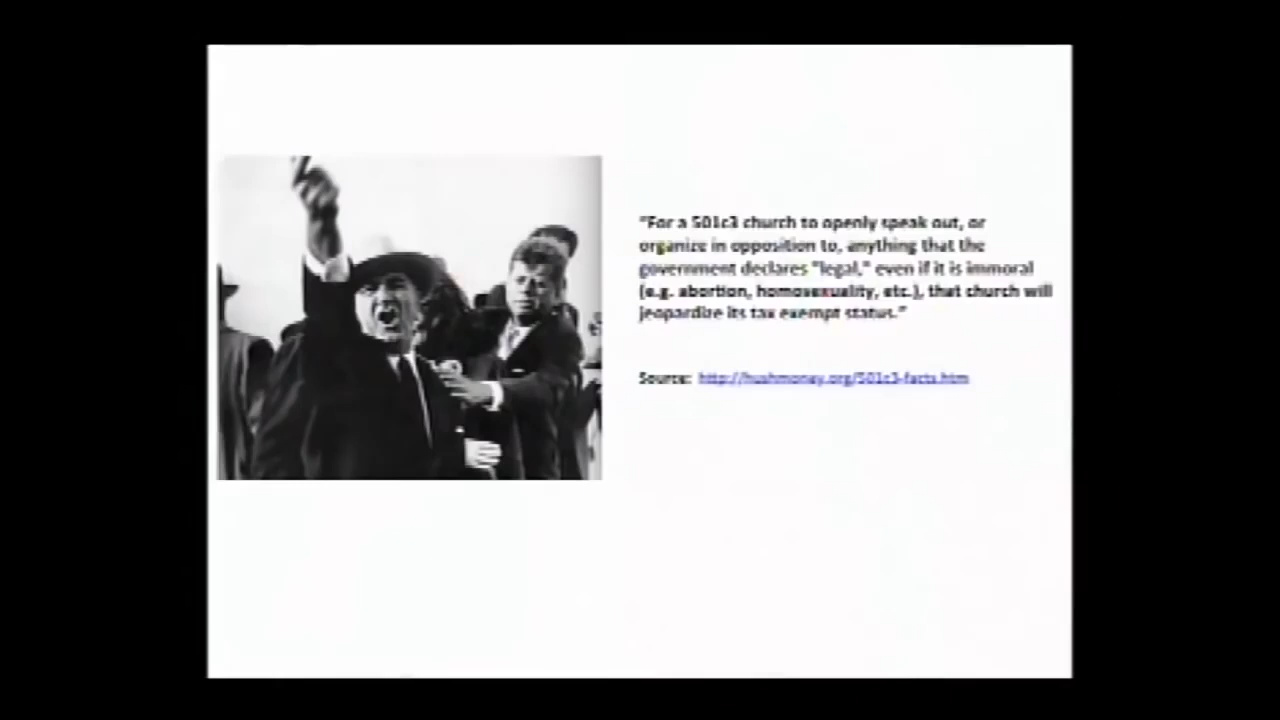 "For a 501c3 church to openly speak out, or
organize in opposition to, anything that the
government declares "legal," even if it is immoral
(e.g. abortion, homosexuality, etc.), that church will
jeopardize its tax exempt status."
Source: http://hushmoney.org/501c3-facts.htm